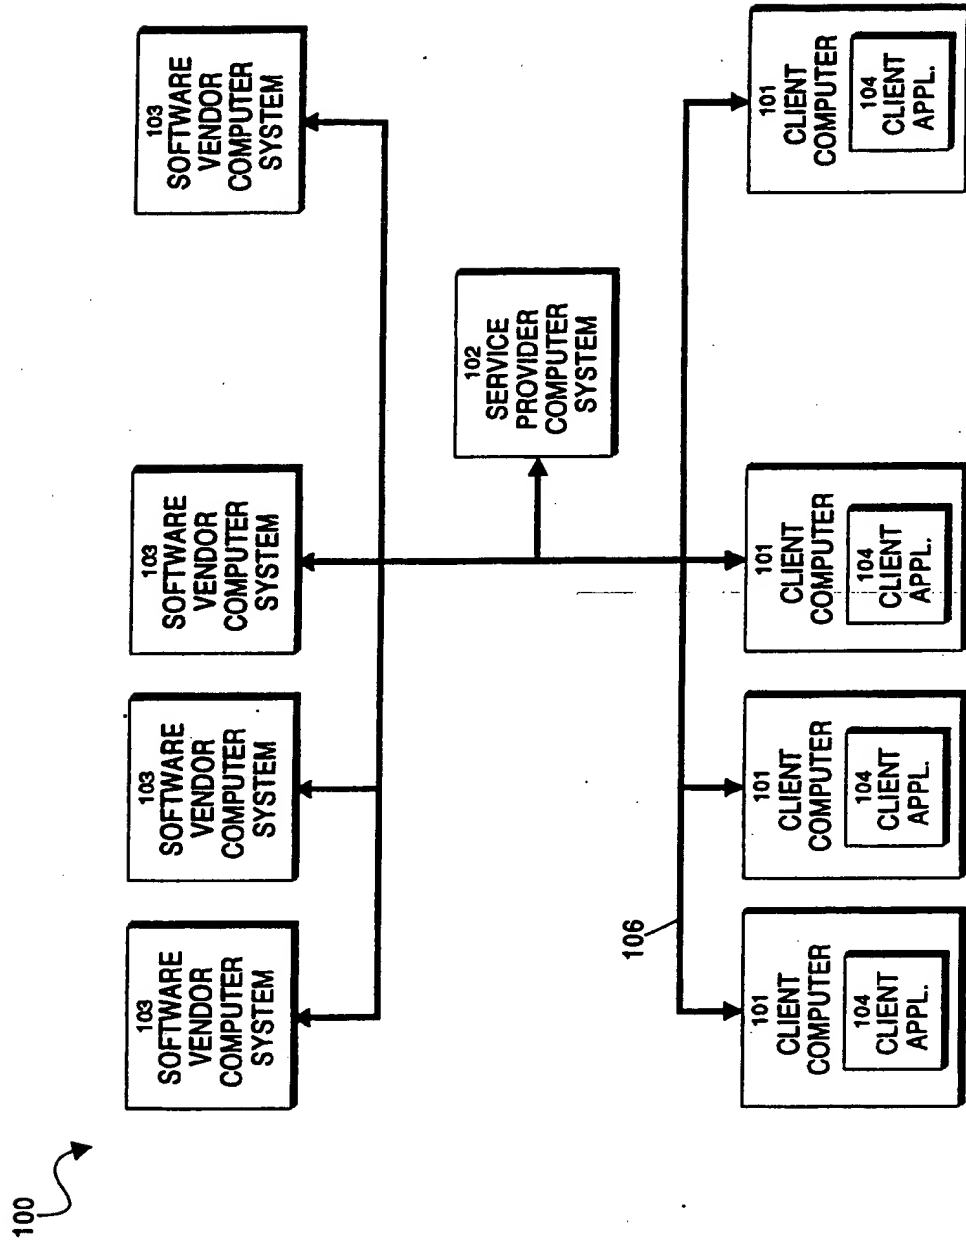 100
103
SOFTWARE
VENDOR
COMPUTER
SYSTEM
103
SOFTWARE
VENDOR
COMPUTER
SYSTEM
103
SOFTWARE
VENDOR
COMPUTER
SYSTEM
103
SOFTWARE
VENDOR
COMPUTER
SYSTEM
102
SERVICE
PROVIDER
COMPUTER
SYSTEM
106
101
CLIENT
COMPUTER
104
CLIENT
APPL.
101
CLIENT
COMPUTER
104
CLIENT
APPL.
101
CLIENT
COMPUTER
104
CLIENT
APPL.
101
CLIENT
COMPUTER
104
CLIENT
APPL.